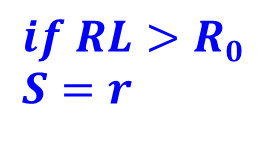 if RL > R₀
S = r